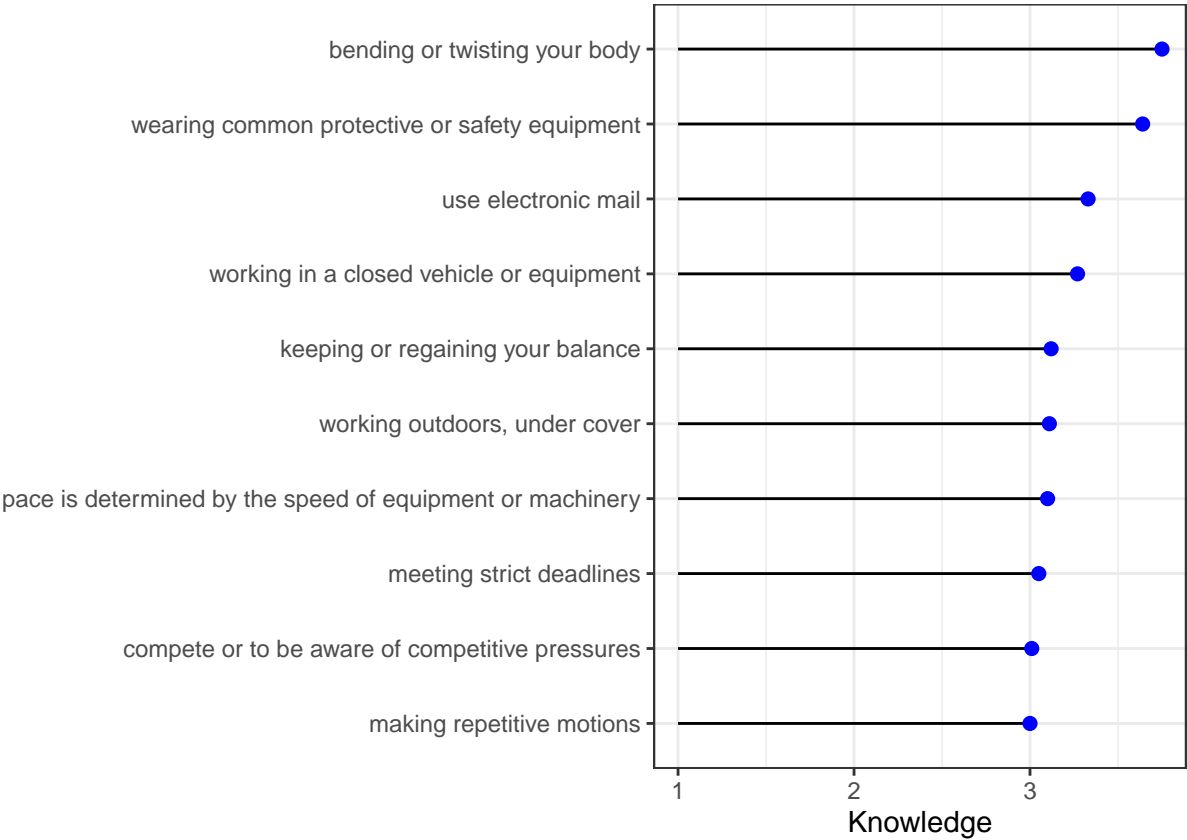 bending or twisting your body
wearing common protective or safety equipment
use electronic mail
working in a closed vehicle or equipment
keeping or regaining your balance
working outdoors, under cover
pace is determined by the speed of equipment or machinery
meeting strict deadlines
compete or to be aware of competitive pressures
making repetitive motions
1 2 3
Knowledge